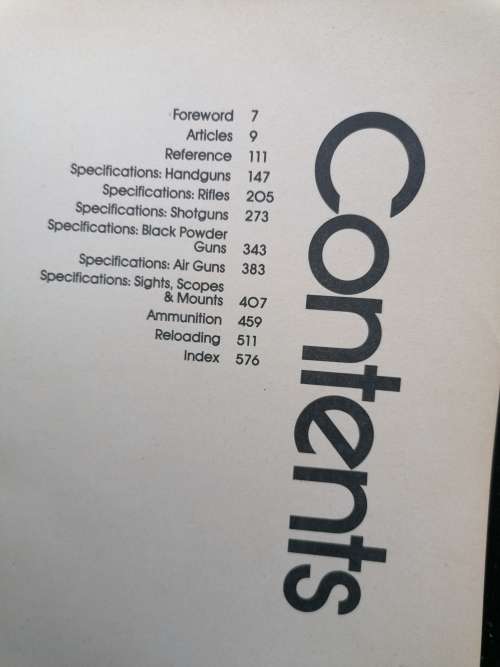 Contents
Foreword 7
Articles 9
Reference 111
Specifications: Handguns 147
Specifications: Rifles 205
Specifications: Shotguns 273
Specifications: Black Powder
Guns 343
Specifications: Air Guns 383
Specifications: Sights, Scopes
& Mounts 407
Ammunition 459
Reloading 511
Index 576